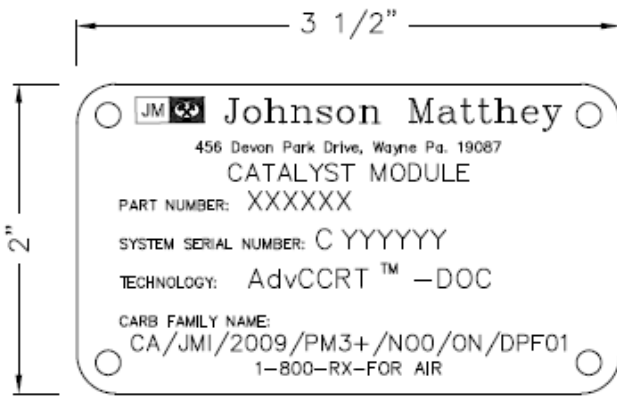 3 1/2"
2"
JM Johnson Matthey
456 Devon Park Drive, Wayne Pa. 19087
CATALYST MODULE
PART NUMBER: XXXXXX
SYSTEM SERIAL NUMBER: C YYYYYY
TECHNOLOGY: AdvCCRT ™ -DOC
CARB FAMILY NAME:
CA/JMI/2009/PM3+/N00/ON/DPF01
1-800-RX-FOR AIR